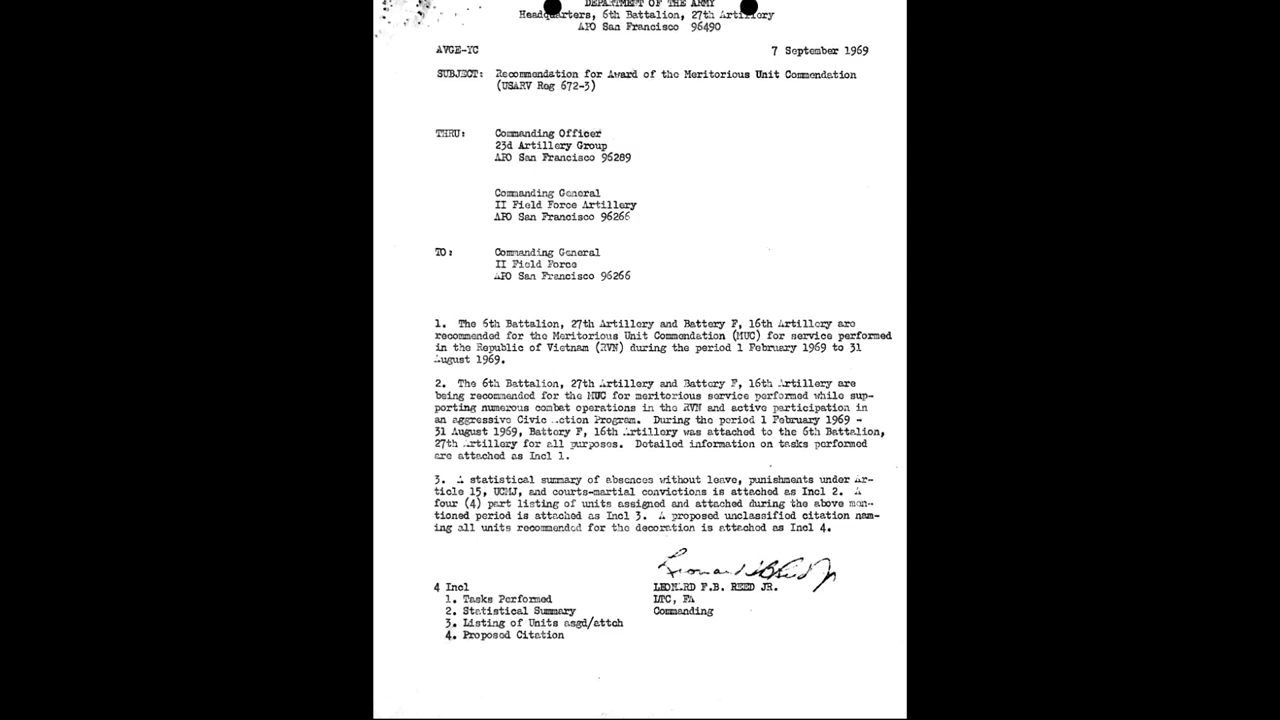 DEPARTMENT OF THE ARMY
Headquarters, 6th Battalion, 27th Artillery
APO San Francisco 96490
AVGE-YC 7 September 1969
SUBJECT: Recommendation for Award of the Meritorious Unit Commendation
(USARV Reg 672-3)
THRU: Commanding Officer
23d Artillery Group
APO San Francisco 96289
Commanding General
II Field Force Artillery
APO San Francisco 96266
TO: Commanding General
II Field Force
APO San Francisco 96266
1. The 6th Battalion, 27th Artillery and Battery F, 16th Artillery are
recommended for the Meritorious Unit Commendation (MUC) for service performed
in the Republic of Vietnam (RVN) during the period 1 February 1969 to 31
August 1969.
2. The 6th Battalion, 27th Artillery and Battery F, 16th Artillery are
being recommended for the MUC for meritorious service performed while sup-
porting numerous combat operations in the RVN and active participation in
an aggressive Civic Action Program. During the period 1 February 1969 -
31 August 1969, Battery F, 16th Artillery was attached to the 6th Battalion,
27th Artillery for all purposes. Detailed information on tasks performed
are attached as Incl 1.
3. A statistical summary of absences without leave, punishments under Ar-
ticle 15, UCMJ, and courts-martial convictions is attached as Incl 2. A
four (4) part listing of units assigned and attached during the above men-
tioned period is attached as Incl 3. A proposed unclassified citation nam-
ing all units recommended for the decoration is attached as Incl 4.
Leonard F.B. Reed Jr
4 Incl LEONARD F.B. REED JR.
1. Tasks Performed LTC, FA
2. Statistical Summary Commanding
3. Listing of Units asgd/attch
4. Proposed Citation